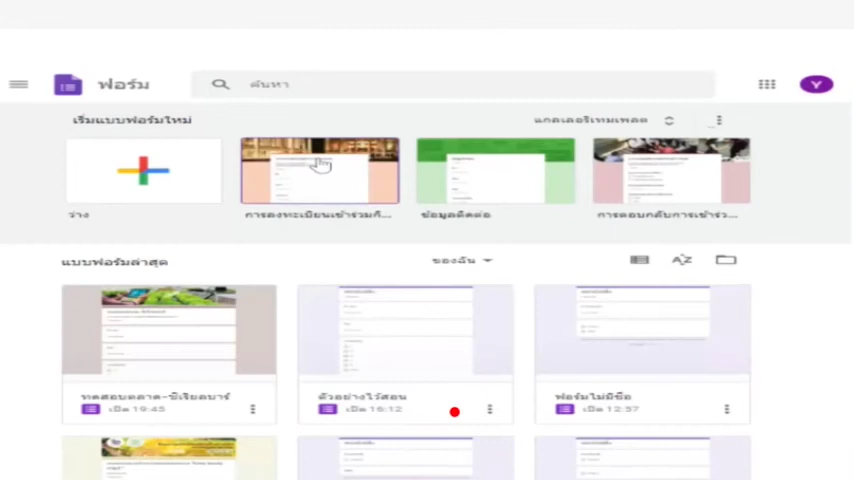 ฟอร์ม
ค้นหา
Y
เริ่มแบบฟอร์มใหม่
แกลเลอรีเทมเพลต
ว่าง
การลงทะเบียนเข้าร่วมกิ...
ข้อมูลติดต่อ
การตอบกลับการเข้าร่ว...
แบบฟอร์มล่าสุด
ของฉัน
AZ
ทดสอบตลาด-ซีเรียลบาร์
ตัวอย่างไว้สอน
ฟอร์มไม่มีชื่อ
เปิด 19:45
เปิด 16:12
เปิด 12:57